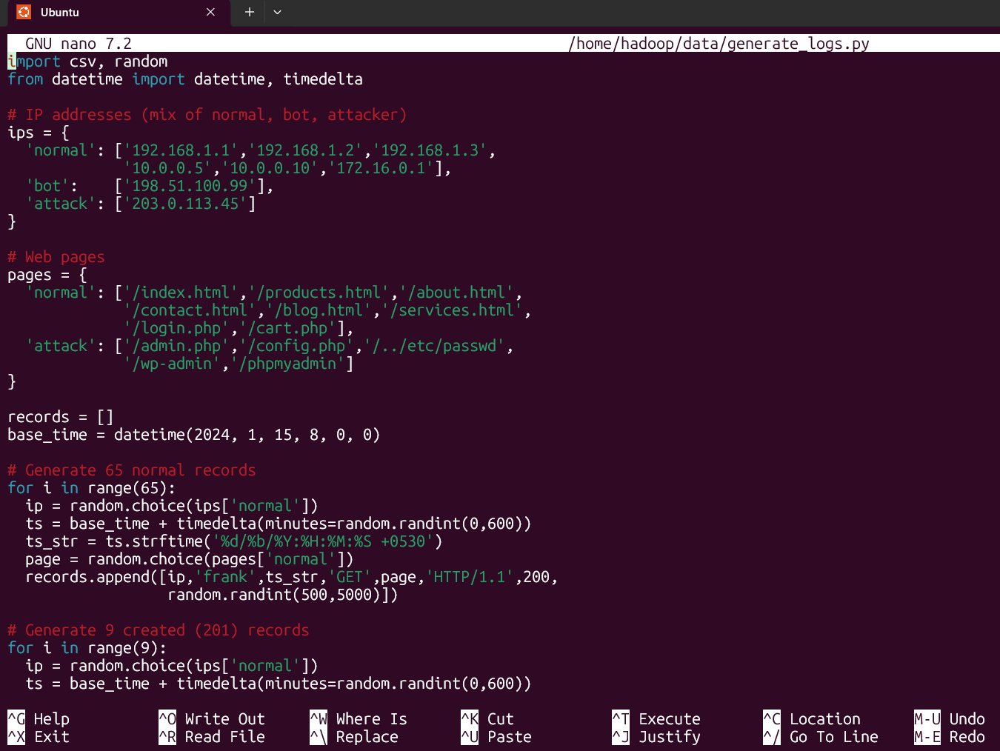 Ubuntu
GNU nano 7.2 /home/hadoop/data/generate_logs.py
import csv, random
from datetime import datetime, timedelta

# IP addresses (mix of normal, bot, attacker)
ips = {
  'normal': ['192.168.1.1','192.168.1.2','192.168.1.3',
             '10.0.0.5','10.0.0.10','172.16.0.1'],
  'bot':    ['198.51.100.99'],
  'attack': ['203.0.113.45']
}

# Web pages
pages = {
  'normal': ['/index.html','/products.html','/about.html',
             '/contact.html','/blog.html','/services.html',
             '/login.php','/cart.php'],
  'attack': ['/admin.php','/config.php','/../etc/passwd',
             '/wp-admin','/phpmyadmin']
}

records = []
base_time = datetime(2024, 1, 15, 8, 0, 0)

# Generate 65 normal records
for i in range(65):
  ip = random.choice(ips['normal'])
  ts = base_time + timedelta(minutes=random.randint(0,600))
  ts_str = ts.strftime('%d/%b/%Y:%H:%M:%S +0530')
  page = random.choice(pages['normal'])
  records.append([ip,'frank',ts_str,'GET',page,'HTTP/1.1',200,
                  random.randint(500,5000)])

# Generate 9 created (201) records
for i in range(9):
  ip = random.choice(ips['normal'])
  ts = base_time + timedelta(minutes=random.randint(0,600))

^G Help ^O Write Out ^W Where Is ^K Cut ^T Execute ^C Location M-U Undo
^X Exit ^R Read File ^\ Replace ^U Paste ^J Justify ^/ Go To Line M-E Redo